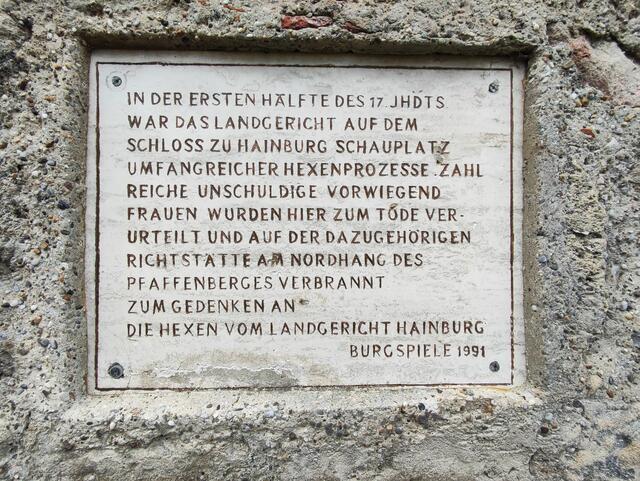 IN DER ERSTEN HÄLFTE DES 17. JHDTS.
WAR DAS LANDGERICHT AUF DEM
SCHLOSS ZU HAINBURG SCHAUPLATZ
UMFANGREICHER HEXENPROZESSE. ZAHL
REICHE UNSCHULDIGE VORWIEGEND
FRAUEN WURDEN HIER ZUM TODE VER-
URTEILT UND AUF DER DAZUGEHÖRIGEN
RICHTSTÄTTE AM NORDHANG DES
PFAFFENBERGES VERBRANNT
ZUM GEDENKEN AN
DIE HEXEN VOM LANDGERICHT HAINBURG
BURGSPIELE 1991